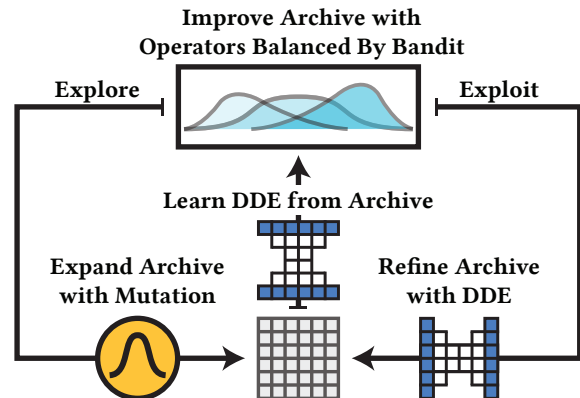 Improve Archive with
Operators Balanced By Bandit
Explore
Exploit
Learn DDE from Archive
Expand Archive
with Mutation
Refine Archive
with DDE